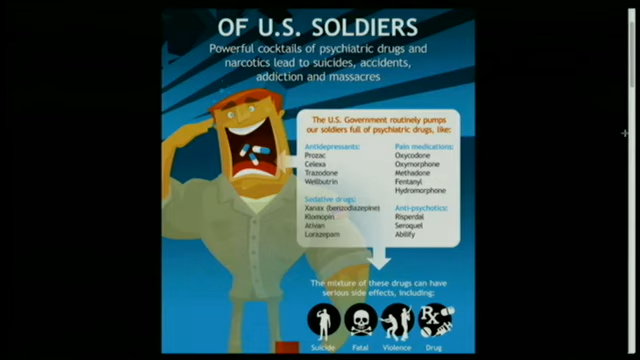 OF U.S. SOLDIERS
Powerful cocktails of psychiatric drugs and
narcotics lead to suicides, accidents,
addiction and massacres
The U.S. Government routinely pumps
our soldiers full of psychiatric drugs, like:
Antidepressants:
Prozac
Celexa
Trazodone
Wellbutrin
Sedative drugs:
Xanax (benzodiazepine)
Klomopin
Ativan
Lorazepam
Pain medications:
Oxycodone
Oxymorphone
Methadone
Fentanyl
Hydromorphone
Anti-psychotics:
Risperdal
Seroquel
Abilify
The mixture of these drugs can have
serious side effects, including:
Rx
Suicide
Fatal
Violence
Drug